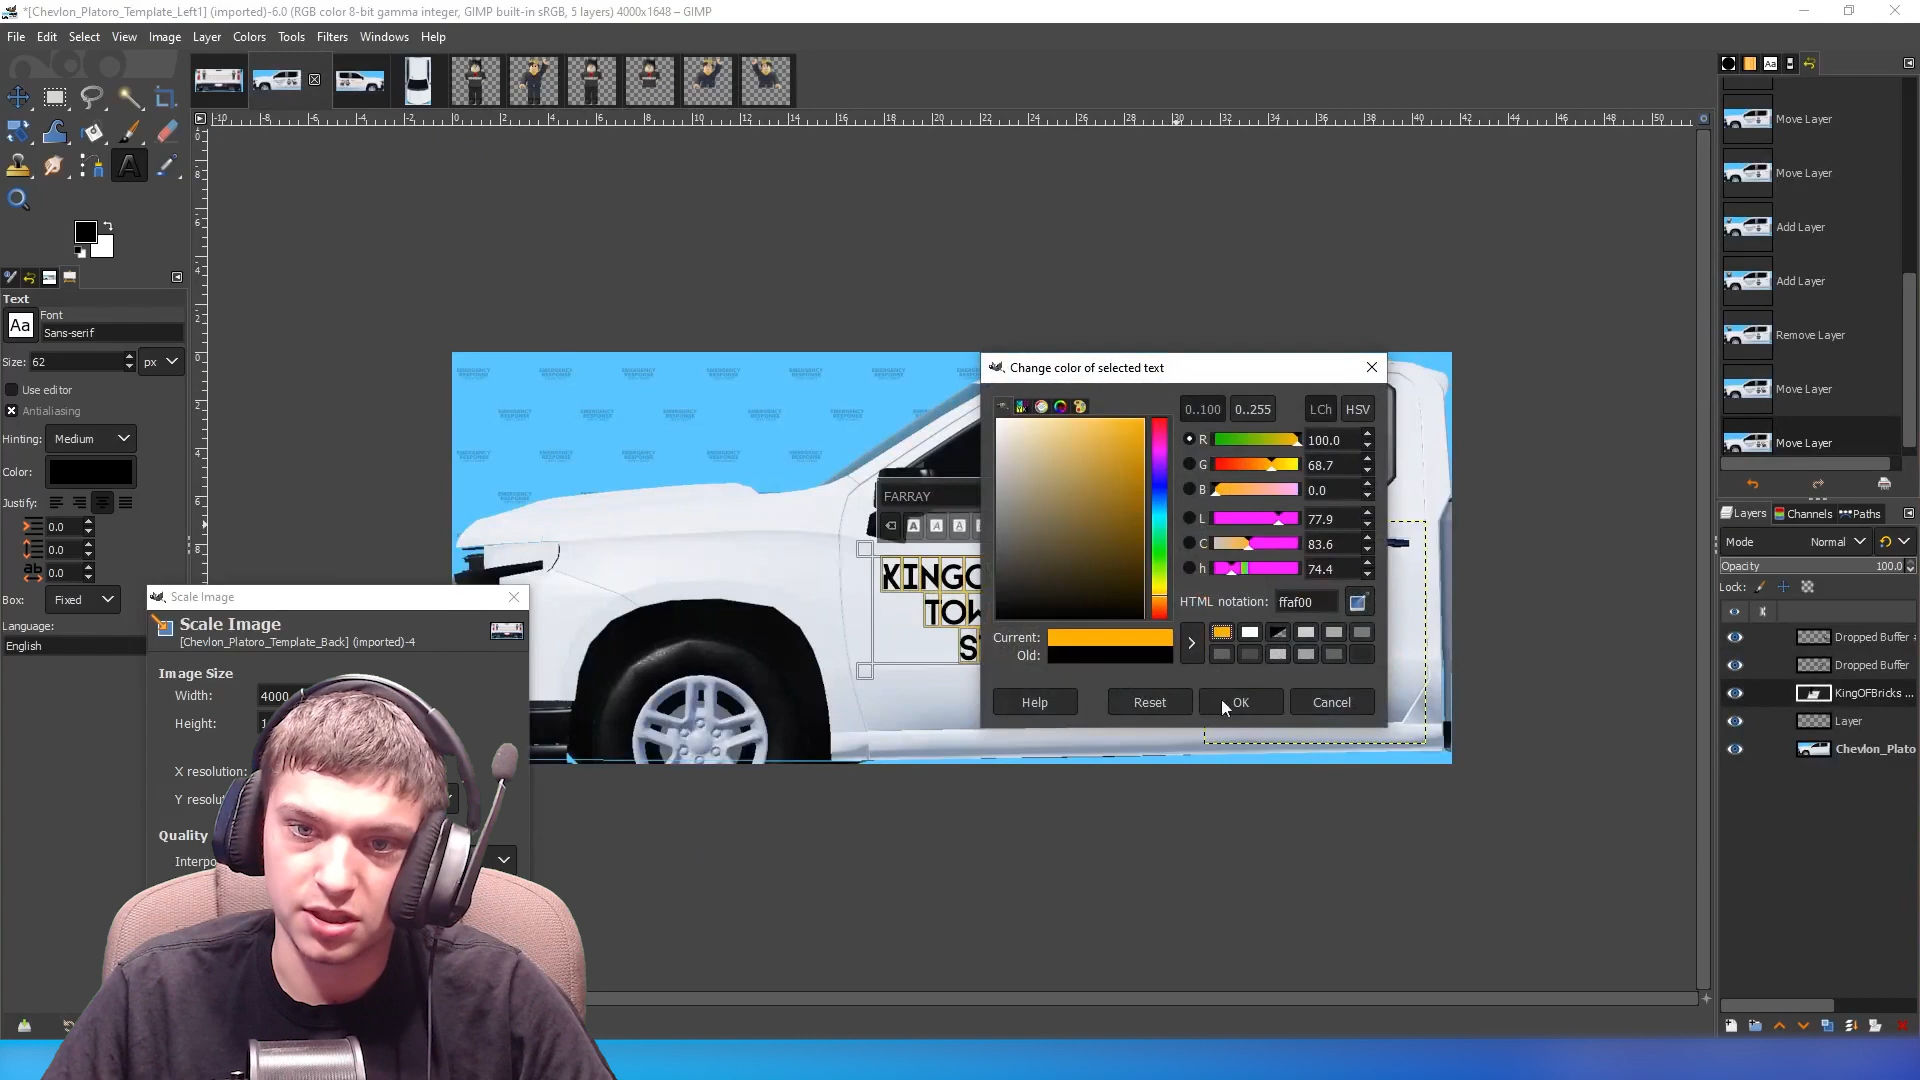 *[Chevlon_Platoro_Template_Left1] (imported)-6.0 (RGB color 8-bit gamma integer, GIMP built-in sRGB, 5 layers) 4000x1648 – GIMP
File Edit Select View Image Layer Colors Tools Filters Windows Help
Text
Font
Aa Sans-serif
Size: 62 px
Use editor
Antialiasing
Hinting: Medium
Color:
Justify:
0.0
0.0
0.0
Box: Fixed
Language:
English
Scale Image
Scale Image
[Chevlon_Platoro_Template_Back] (imported)-4
Image Size
Width: 4000
Height: 1
X resolution:
Quality
EMERGENCY
RESPONSE
FARRAY
Change color of selected text
0..100 0..255 LCh HSV
R 100.0
G 68.7
B 0.0
L 77.9
C 83.6
h 74.4
HTML notation: ffaf00
Current:
Old:
Help Reset OK Cancel
Move Layer
Move Layer
Add Layer
Add Layer
Remove Layer
Move Layer
Move Layer
Layers Channels Paths
Mode Normal
Opacity 100.0
Lock:
Dropped Buffer
Dropped Buffer
KingOFBricks ...
Layer
Chevlon_Plato